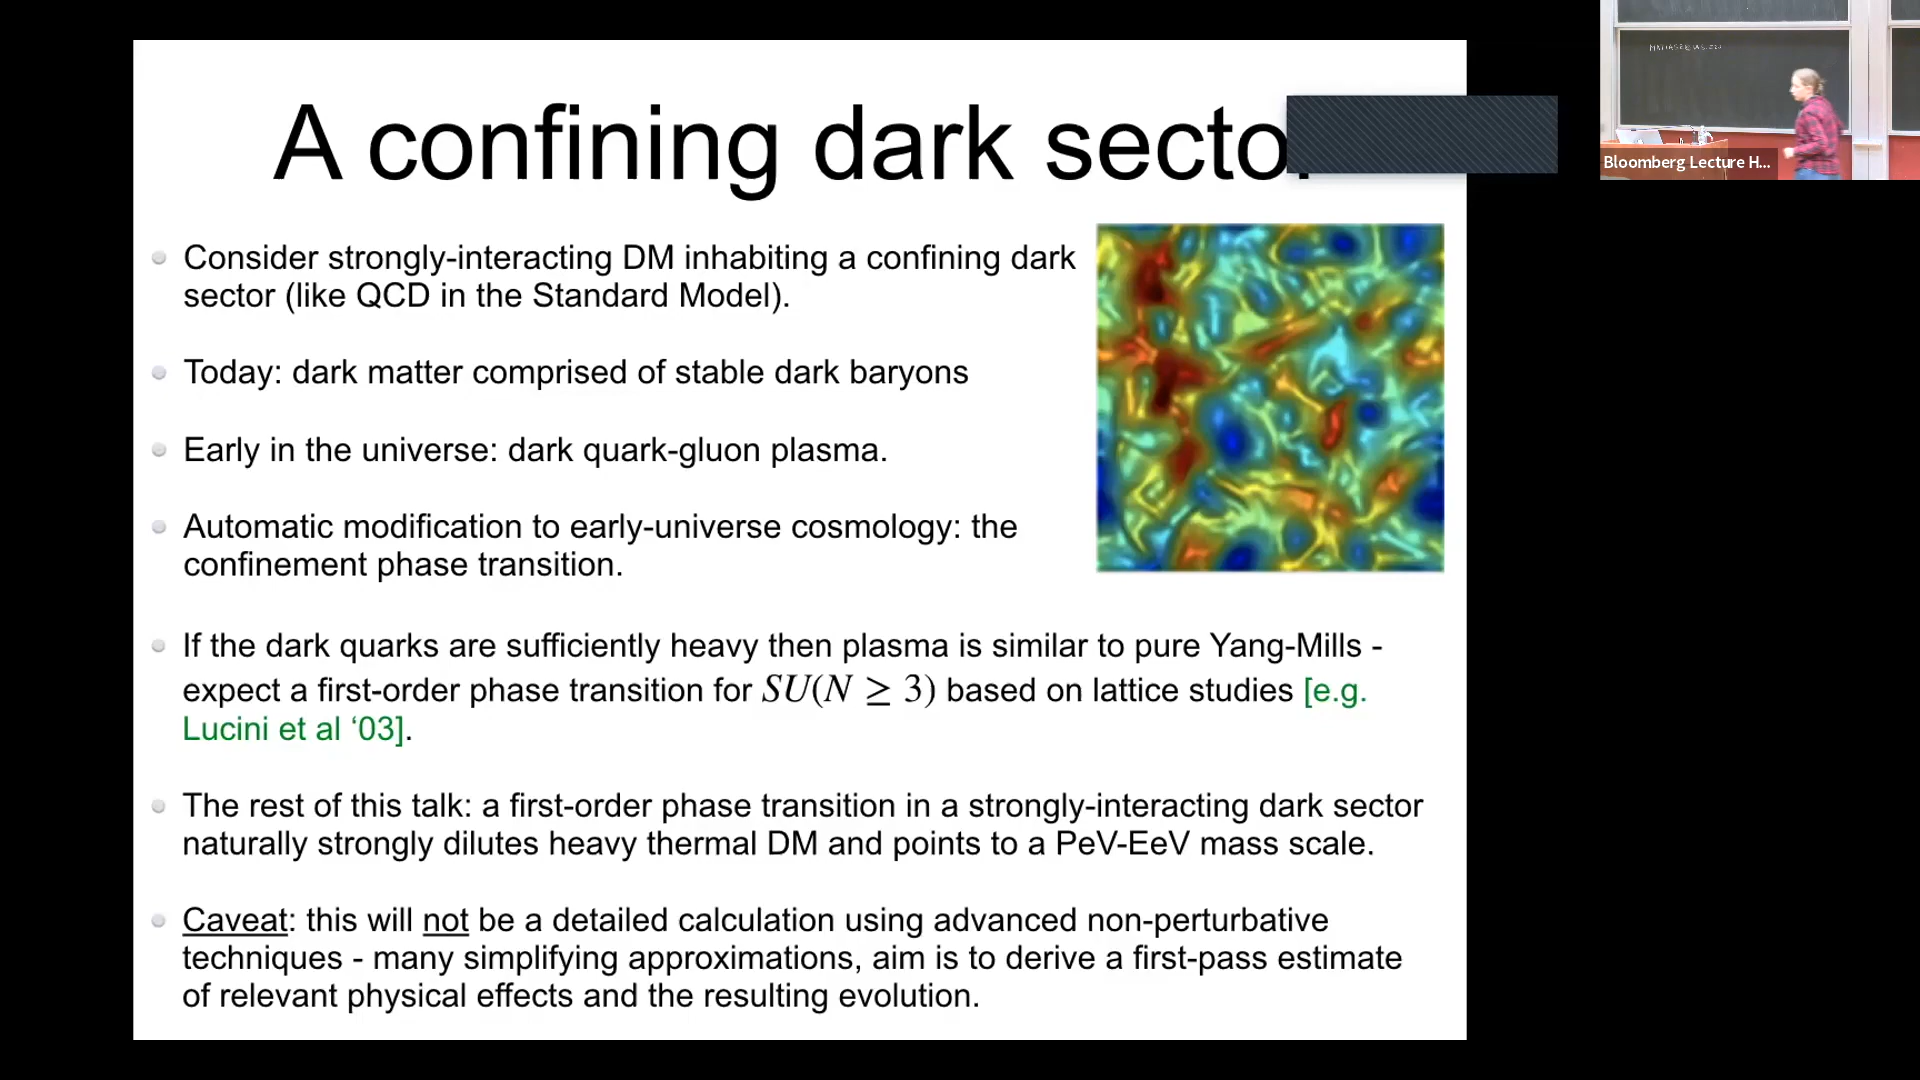 A confining dark secto
Consider strongly-interacting DM inhabiting a confining dark
sector (like QCD in the Standard Model).
Today: dark matter comprised of stable dark baryons
Early in the universe: dark quark-gluon plasma.
Automatic modification to early-universe cosmology: the
confinement phase transition.
If the dark quarks are sufficiently heavy then plasma is similar to pure Yang-Mills -
expect a first-order phase transition for SU(N ≥ 3) based on lattice studies [e.g.
Lucini et al ‘03].
The rest of this talk: a first-order phase transition in a strongly-interacting dark sector
naturally strongly dilutes heavy thermal DM and points to a PeV-EeV mass scale.
Caveat: this will not be a detailed calculation using advanced non-perturbative
techniques - many simplifying approximations, aim is to derive a first-pass estimate
of relevant physical effects and the resulting evolution.
Bloomberg Lecture H...